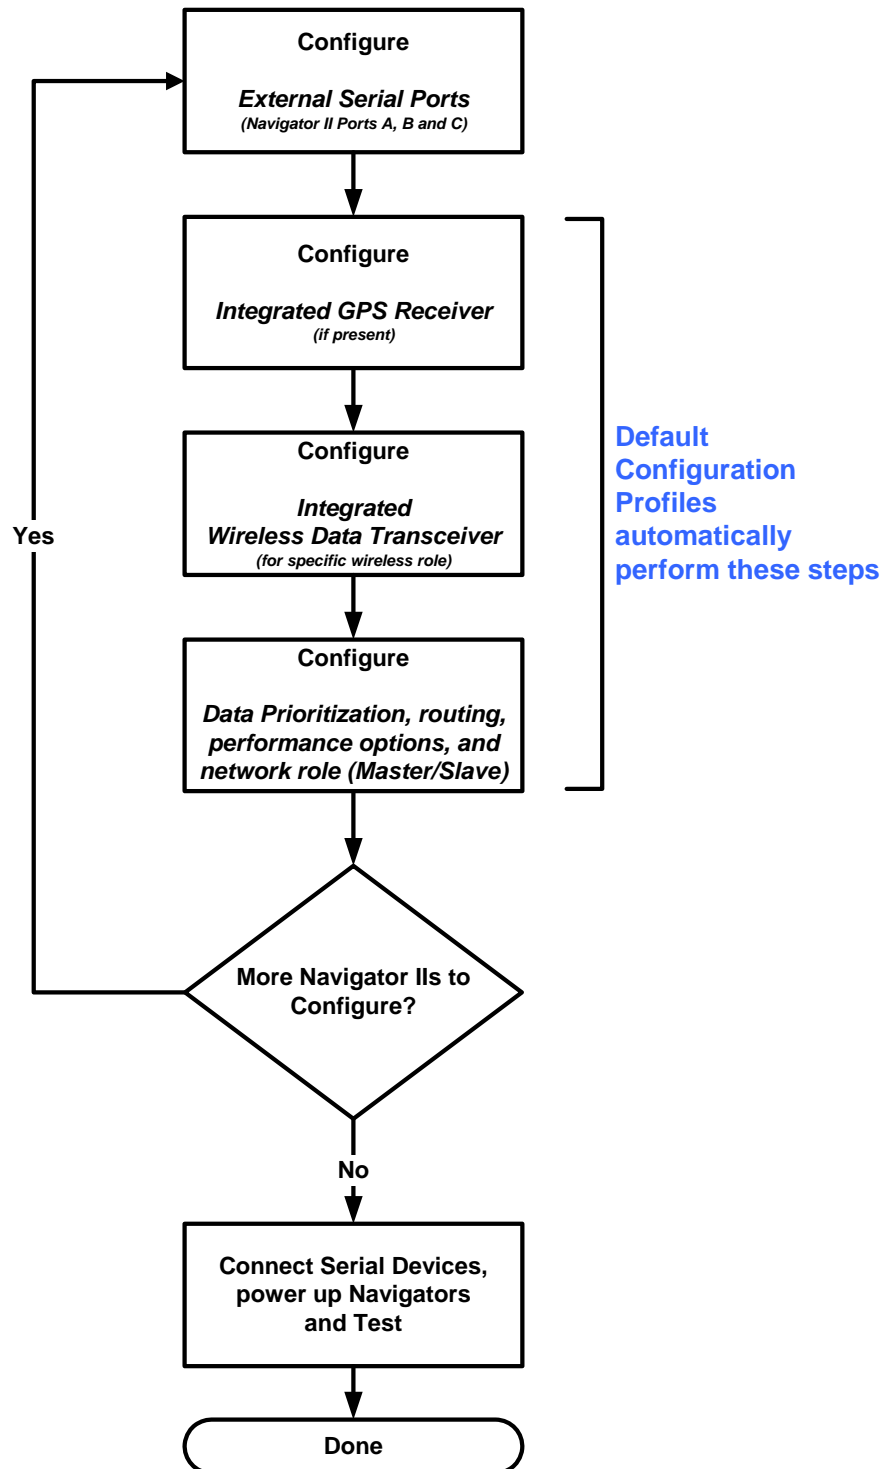 Configure
External Serial Ports
(Navigator II Ports A, B and C)
Configure
Integrated GPS Receiver
(if present)
Configure
Integrated
Wireless Data Transceiver
(for specific wireless role)
Default
Configuration
Profiles
automatically
perform these steps
Yes
Configure
Data Prioritization, routing,
performance options, and
network role (Master/Slave)
More Navigator IIs to
Configure?
No
Connect Serial Devices,
power up Navigators
and Test
Done